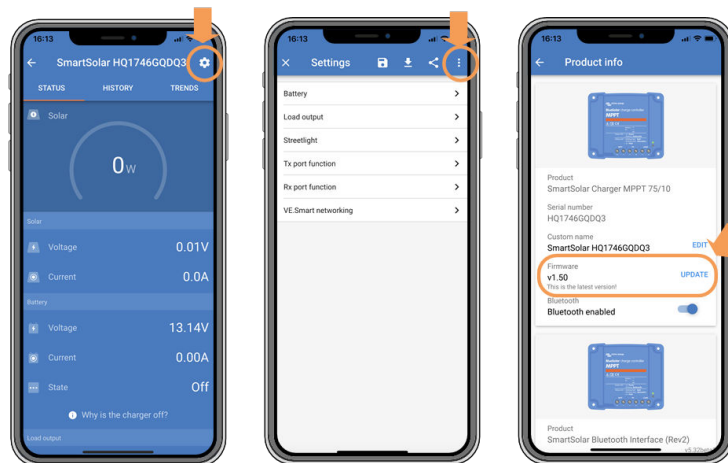 16:13
SmartSolar HQ1746GQDQ3
STATUS HISTORY TRENDS
Solar
0W
Solar
Voltage 0.01V
Current 0.0A
Battery
Voltage 13.14V
Current 0.00A
State Off
Why is the charger off?
Load output
16:13
Settings
Battery
Load output
Streetlight
Tx port function
Rx port function
VE.Smart networking
16:13
Product info
MPPT
Product
SmartSolar Charger MPPT 75/10
Serial number
HQ1746GQDQ3
Custom name
SmartSolar HQ1746GQDQ3 EDIT
Firmware
v1.50 UPDATE
This is the latest version!
Bluetooth
Bluetooth enabled
MPPT
Product
SmartSolar Bluetooth Interface (Rev2)